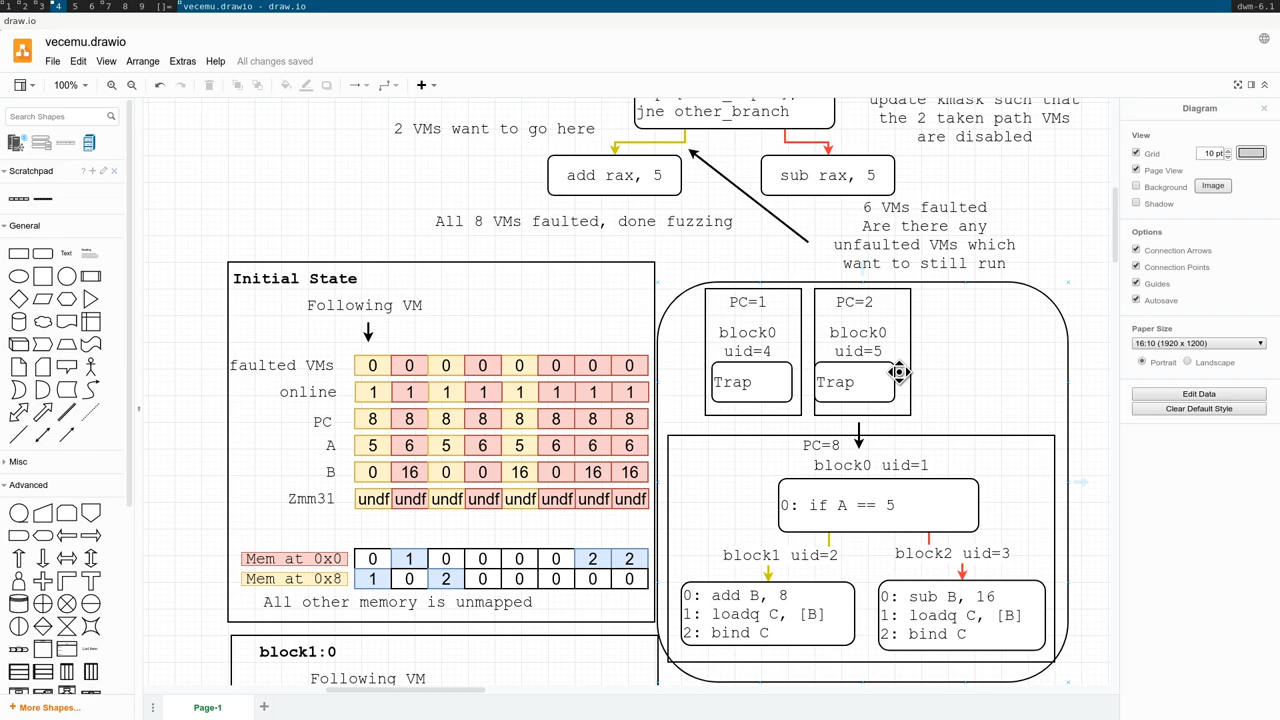 1 2 3 4 5 6 7 8 9 []= vecemu.drawio - draw.io dwm-6.1
draw.io
vecemu.drawio
File Edit View Arrange Extras Help All changes saved
100%
Search Shapes
Scratchpad
General
Text
Heading
Misc
Advanced
List Item
+ More Shapes...
jne other_branch
2 VMs want to go here
update kmask such that
the 2 taken path VMs
are disabled
add rax, 5
sub rax, 5
All 8 VMs faulted, done fuzzing
6 VMs faulted
Are there any
unfaulted VMs which
want to still run
Initial State
Following VM
faulted VMs 0 0 0 0 0 0 0 0
online 1 1 1 1 1 1 1 1
PC 8 8 8 8 8 8 8 8
A 5 6 5 6 5 6 6 6
B 0 16 0 0 16 0 16 16
Zmm31 undf undf undf undf undf undf undf undf
Mem at 0x0 0 1 0 0 0 0 2 2
Mem at 0x8 1 0 2 0 0 0 0 0
All other memory is unmapped
block1:0
Following VM
PC=1
block0
uid=4
Trap
PC=2
block0
uid=5
Trap
PC=8
block0 uid=1
0: if A == 5
block1 uid=2
block2 uid=3
0: add B, 8
1: loadq C, [B]
2: bind C
0: sub B, 16
1: loadq C, [B]
2: bind C
Page-1
Diagram
View
Grid 10 pt
Page View
Background Image
Shadow
Options
Connection Arrows
Connection Points
Guides
Autosave
Paper Size
16:10 (1920 x 1200)
Portrait Landscape
Edit Data
Clear Default Style